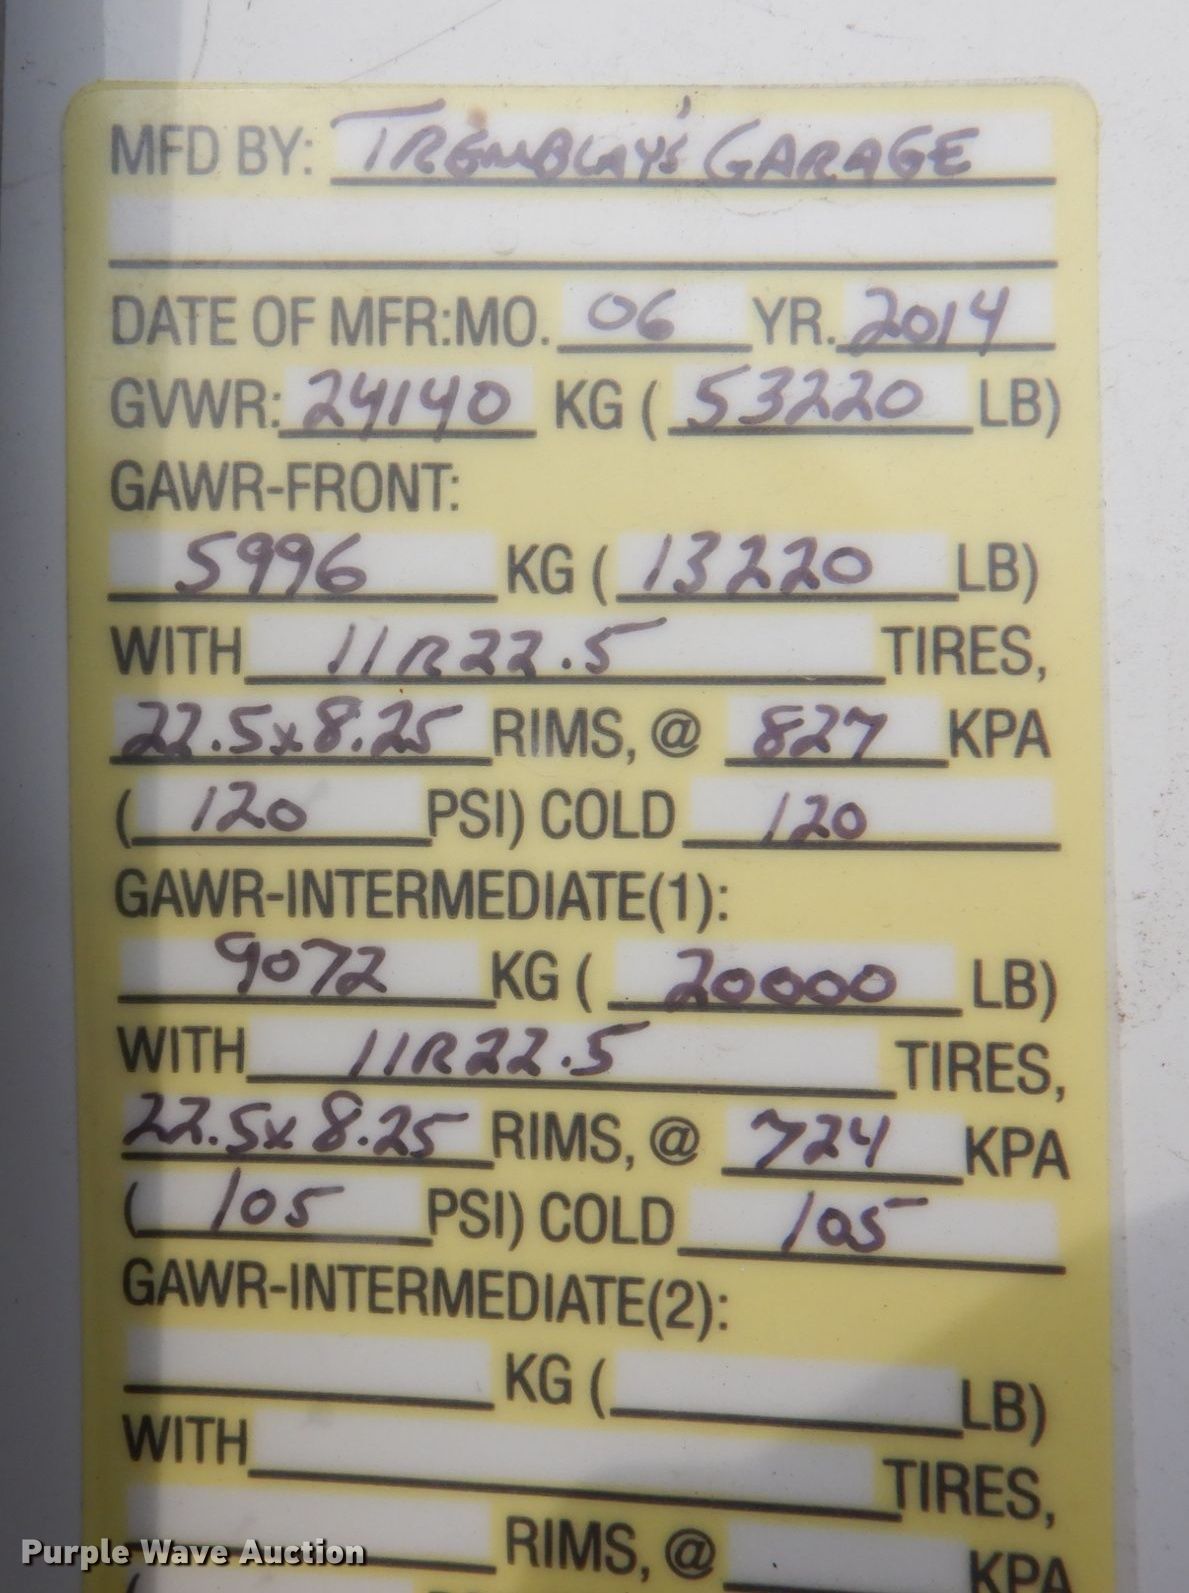 MFD BY: TREMBLAY'S GARAGE
DATE OF MFR:MO. 06 YR. 2014
GVWR: 24140 KG ( 53220 LB)
GAWR-FRONT:
5996 KG ( 13220 LB)
WITH 11R22.5 TIRES,
22.5x8.25 RIMS, @ 827 KPA
( 120 PSI) COLD 120
GAWR-INTERMEDIATE(1):
9072 KG ( 20000 LB)
WITH 11R22.5 TIRES,
22.5x8.25 RIMS, @ 724 KPA
( 105 PSI) COLD 105
GAWR-INTERMEDIATE(2):
KG ( LB)
WITH TIRES,
RIMS, @ KPA
Purple Wave Auction